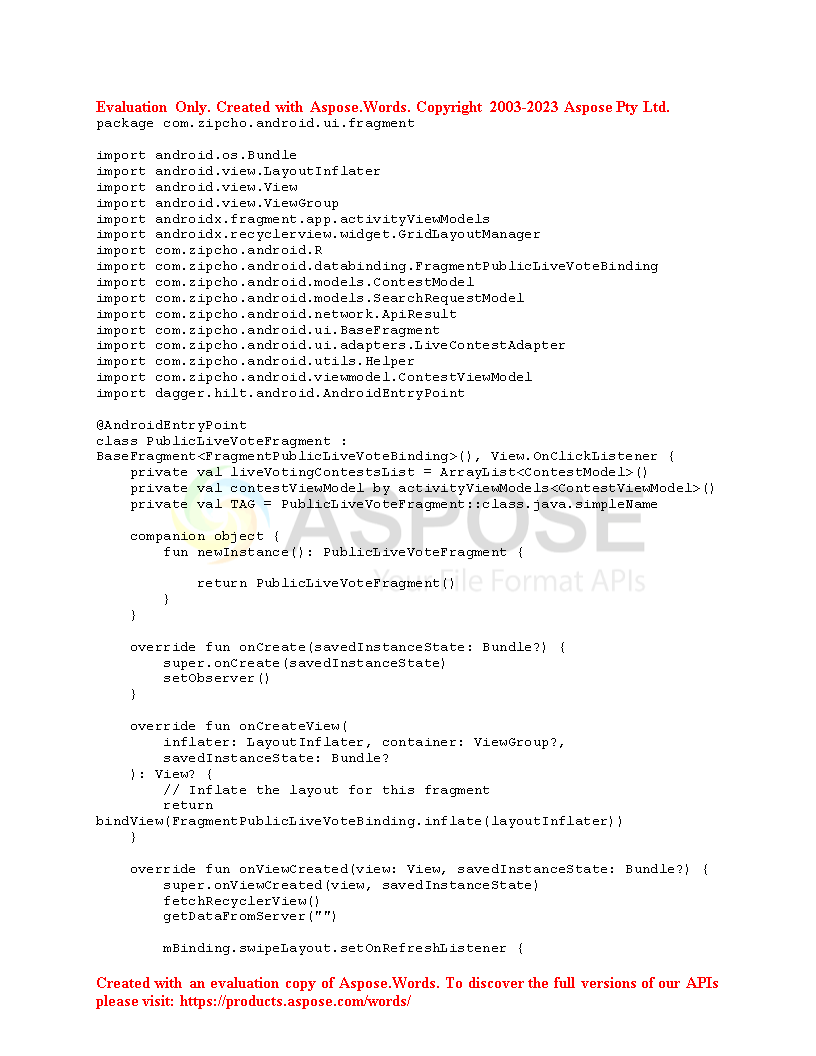 Evaluation Only. Created with Aspose.Words. Copyright 2003-2023 Aspose Pty Ltd.
package com.zipcho.android.ui.fragment
import android.os.Bundle
import android.view.LayoutInflater
import android.view.View
import android.view.ViewGroup
import androidx.fragment.app.activityViewModels
import androidx.recyclerview.widget.GridLayoutManager
import com.zipcho.android.R
import com.zipcho.android.databinding.FragmentPublicLiveVoteBinding
import com.zipcho.android.models.ContestModel
import com.zipcho.android.models.SearchRequestModel
import com.zipcho.android.network.ApiResult
import com.zipcho.android.ui.BaseFragment
import com.zipcho.android.ui.adapters.LiveContestAdapter
import com.zipcho.android.utils.Helper
import com.zipcho.android.viewmodel.ContestViewModel
import dagger.hilt.android.AndroidEntryPoint
@AndroidEntryPoint
class PublicLiveVoteFragment :
BaseFragment<FragmentPublicLiveVoteBinding>(), View.OnClickListener {
    private val liveVotingContestsList = ArrayList<ContestModel>()
    private val contestViewModel by activityViewModels<ContestViewModel>()
    private val TAG = PublicLiveVoteFragment::class.java.simpleName
ASPOSE
    companion object {
        fun newInstance(): PublicLiveVoteFragment {
Your File Format APIs
            return PublicLiveVoteFragment()
        }
    }
    override fun onCreate(savedInstanceState: Bundle?) {
        super.onCreate(savedInstanceState)
        setObserver()
    }
    override fun onCreateView(
        inflater: LayoutInflater, container: ViewGroup?,
        savedInstanceState: Bundle?
    ): View? {
        // Inflate the layout for this fragment
        return
bindView(FragmentPublicLiveVoteBinding.inflate(layoutInflater))
    }
    override fun onViewCreated(view: View, savedInstanceState: Bundle?) {
        super.onViewCreated(view, savedInstanceState)
        fetchRecyclerView()
        getDataFromServer("")
        mBinding.swipeLayout.setOnRefreshListener {
Created with an evaluation copy of Aspose.Words. To discover the full versions of our APIs
please visit: https://products.aspose.com/words/